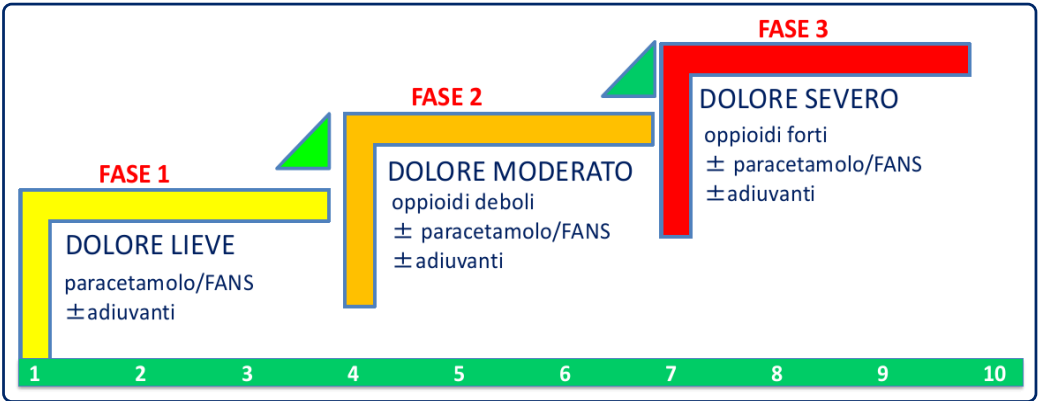 FASE 1
DOLORE LIEVE
paracetamolo/FANS
±adiuvanti
FASE 2
DOLORE MODERATO
oppioidi deboli
± paracetamolo/FANS
±adiuvanti
FASE 3
DOLORE SEVERO
oppioidi forti
± paracetamolo/FANS
±adiuvanti
1 2 3 4 5 6 7 8 9 10